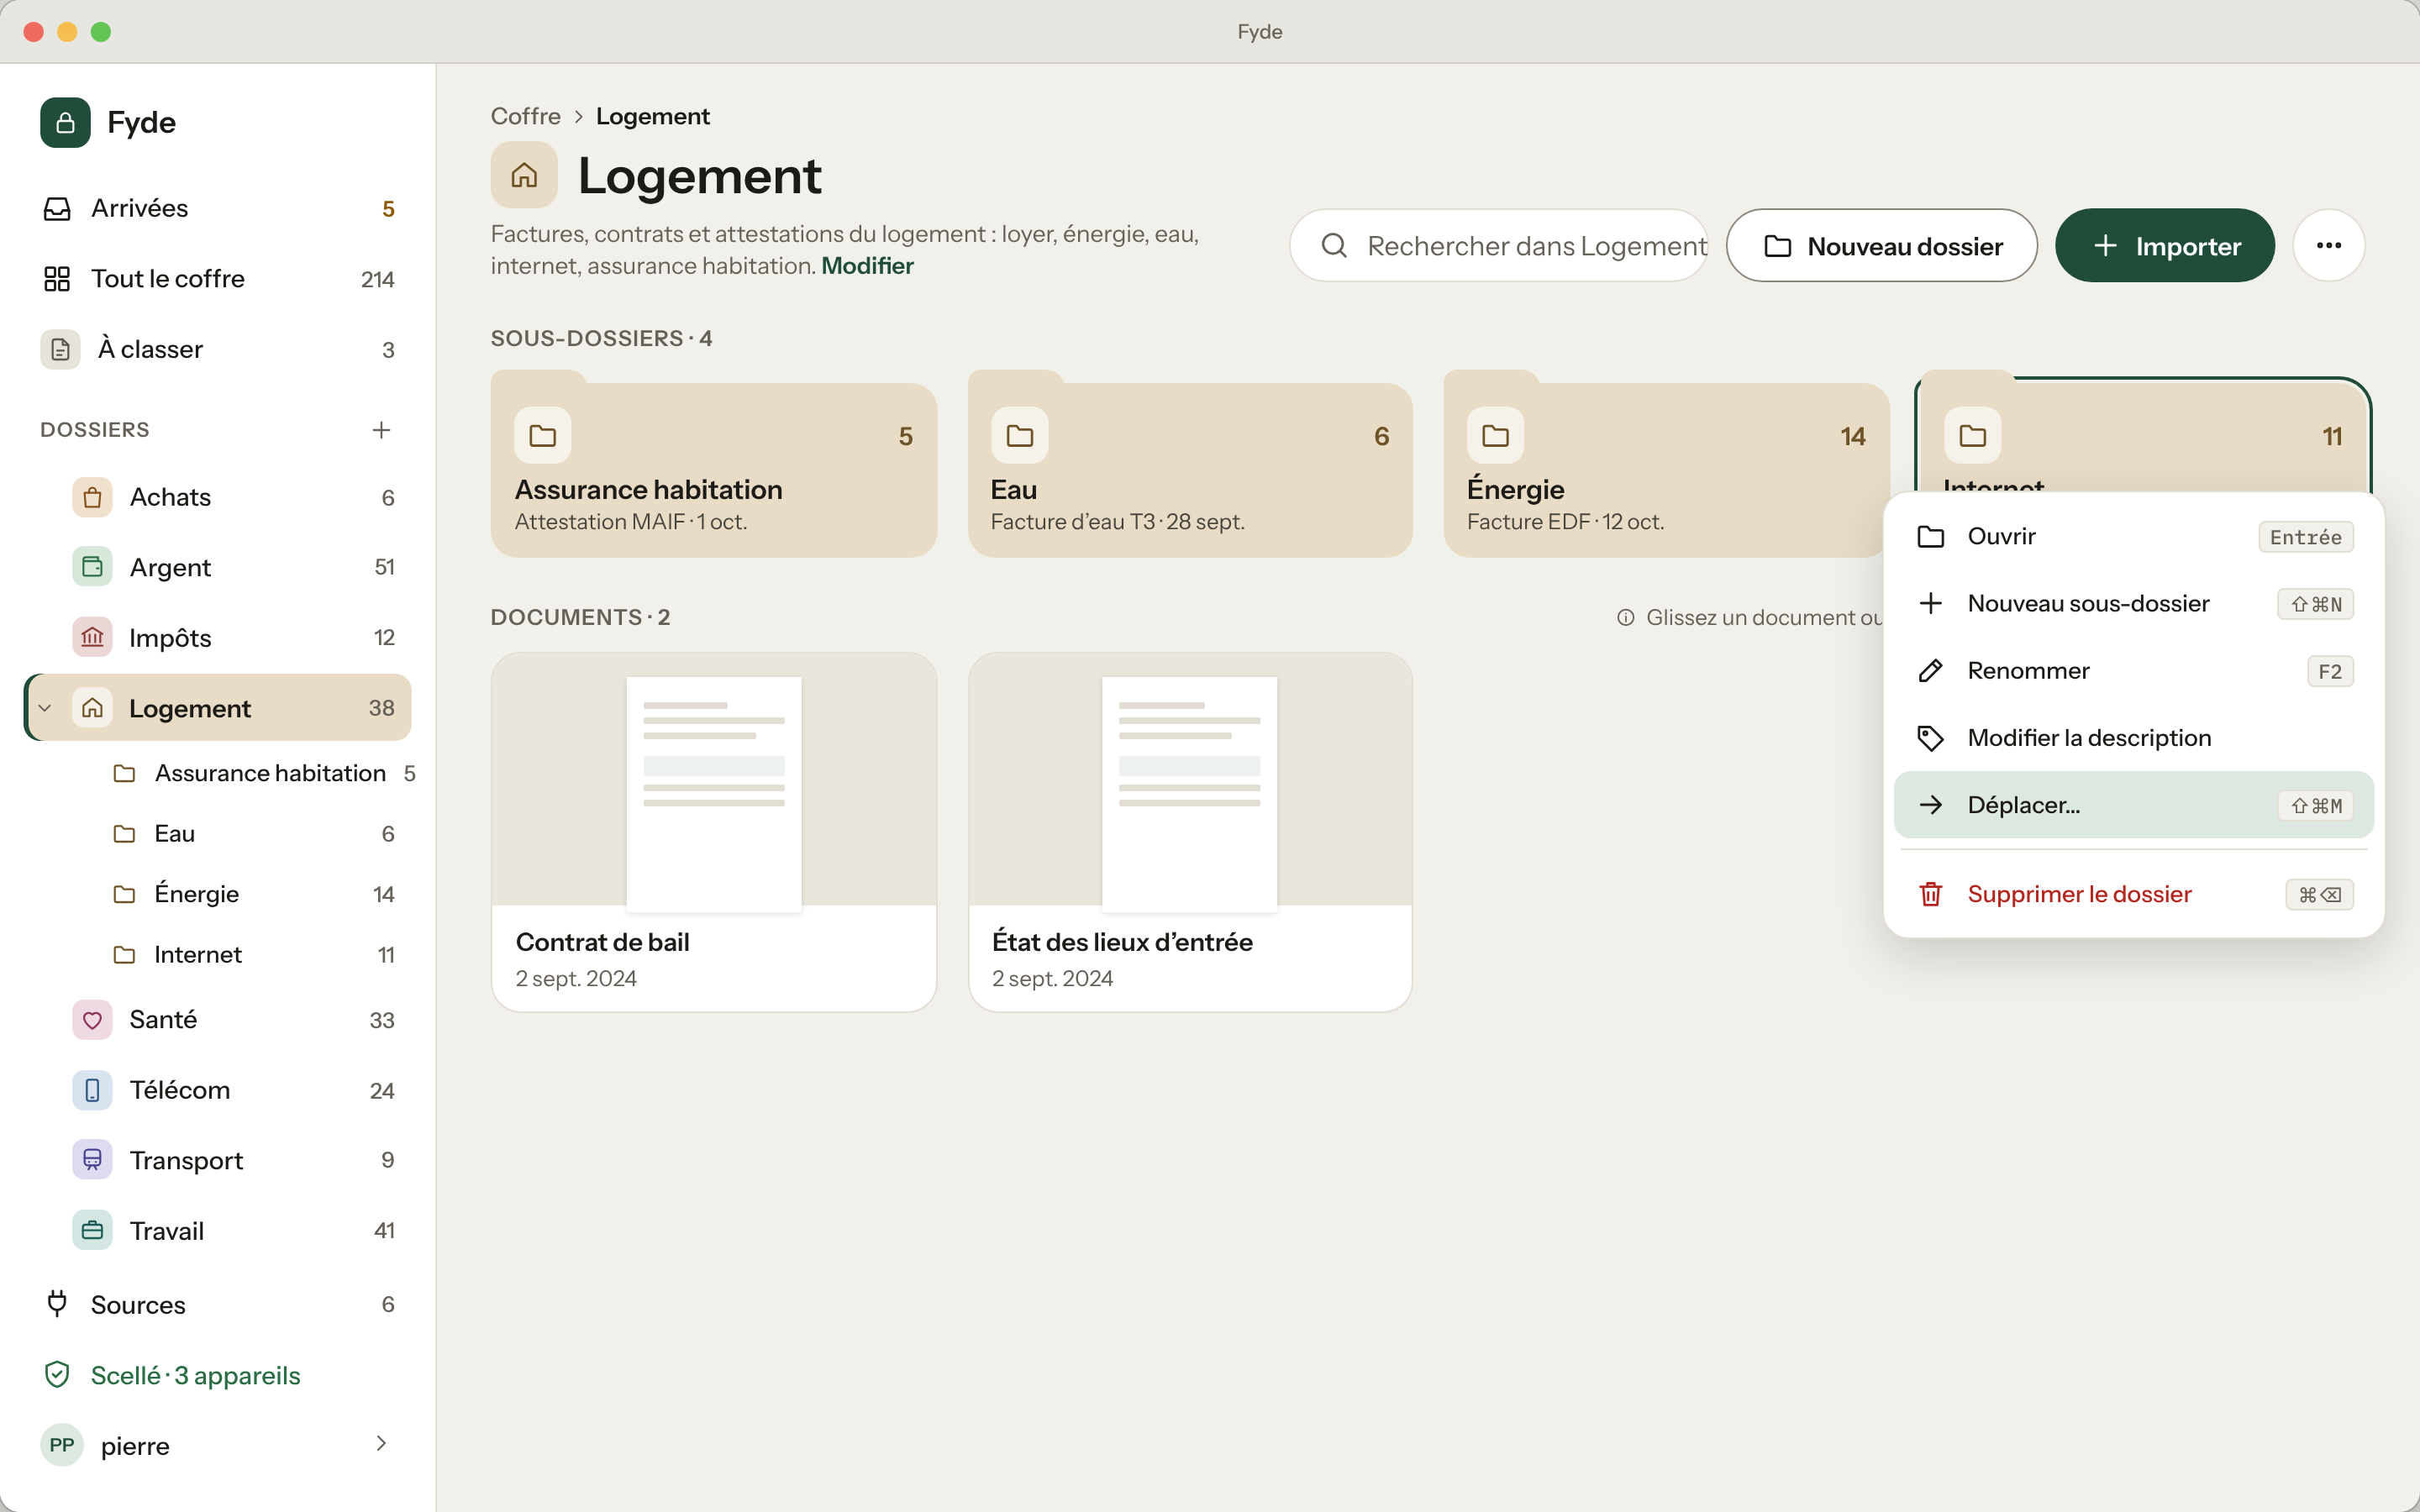 Fyde
Fyde
Arrivées 5
Tout le coffre 214
À classer 3
DOSSIERS
Achats 6
Argent 51
Impôts 12
Logement 38
Assurance habitation 5
Eau 6
Énergie 14
Internet 11
Santé 33
Télécom 24
Transport 9
Travail 41
Sources 6
Scellé · 3 appareils
PP pierre
Coffre > Logement
Logement
Factures, contrats et attestations du logement : loyer, énergie, eau,
internet, assurance habitation. Modifier
Rechercher dans Logement
Nouveau dossier
+ Importer
SOUS-DOSSIERS · 4
5
Assurance habitation
Attestation MAIF · 1 oct.
6
Eau
Facture d’eau T3 · 28 sept.
14
Énergie
Facture EDF · 12 oct.
11
Internet
DOCUMENTS · 2
Glissez un document ou
Contrat de bail
2 sept. 2024
État des lieux d’entrée
2 sept. 2024
Ouvrir Entrée
Nouveau sous-dossier ⇧⌘N
Renommer F2
Modifier la description
Déplacer… ⇧⌘M
Supprimer le dossier ⌘⌫